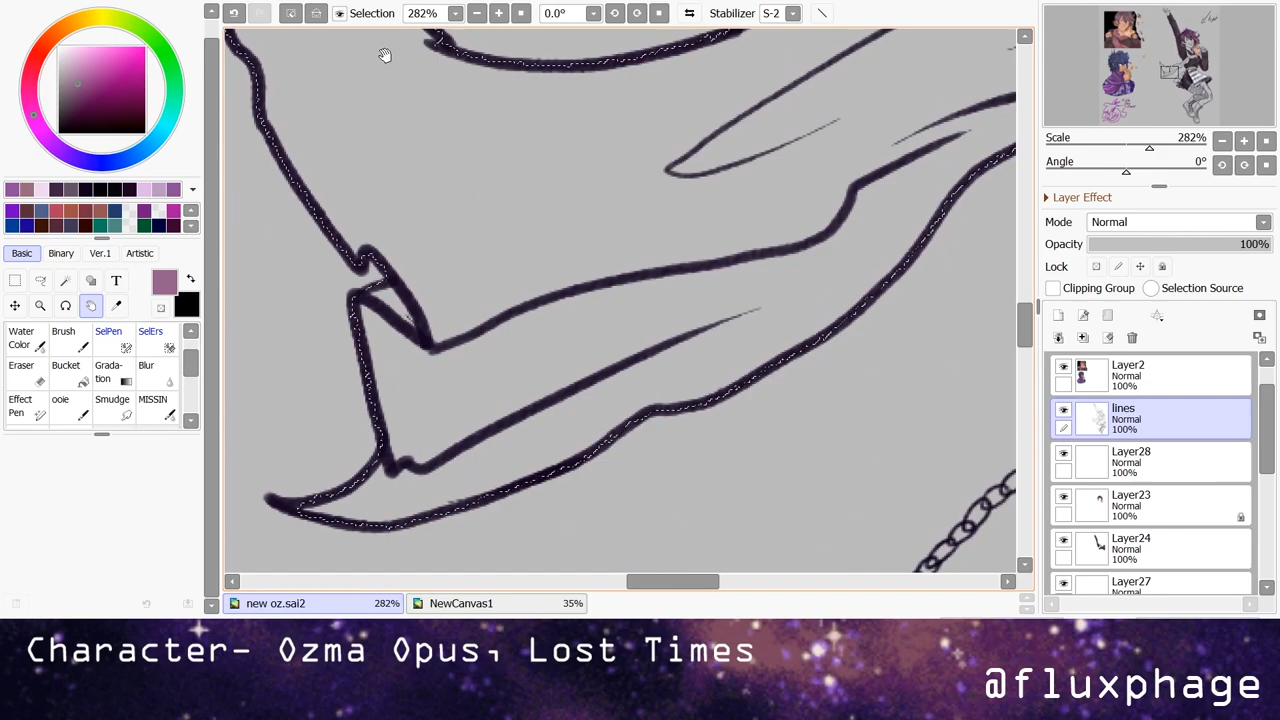 Selection 282% 0.0° Stabilizer S-2
Basic Binary Ver.1 Artistic
T
Water Color Brush SelPen SelErs
Eraser Bucket Grada-tion Blur
Effect Pen ooie Smudge MISSIN
Scale 282%
Angle 0°
Layer Effect
Mode Normal
Opacity 100%
Lock
Clipping Group Selection Source
Layer2
Normal
100%
lines
Normal
100%
Layer28
Normal
100%
Layer23
Normal
100%
Layer24
Normal
100%
Layer27
Normal
new oz.sai2 282% NewCanvas1 35%
Character- Ozma Opus, Lost Times
@fluxphage